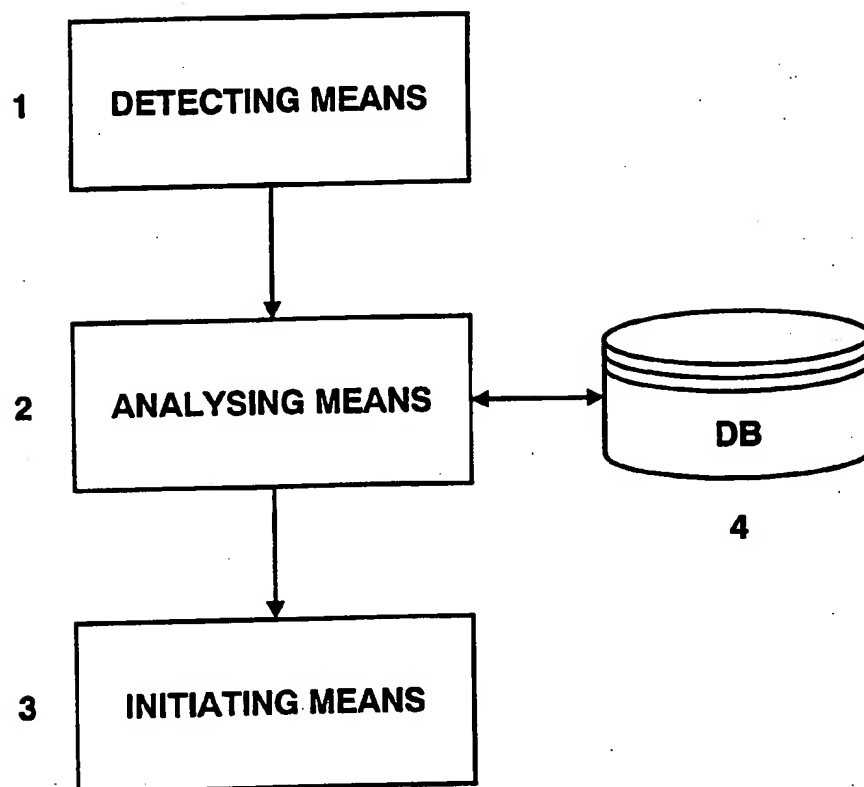 1
DETECTING MEANS
2
ANALYSING MEANS
DB
4
3
INITIATING MEANS